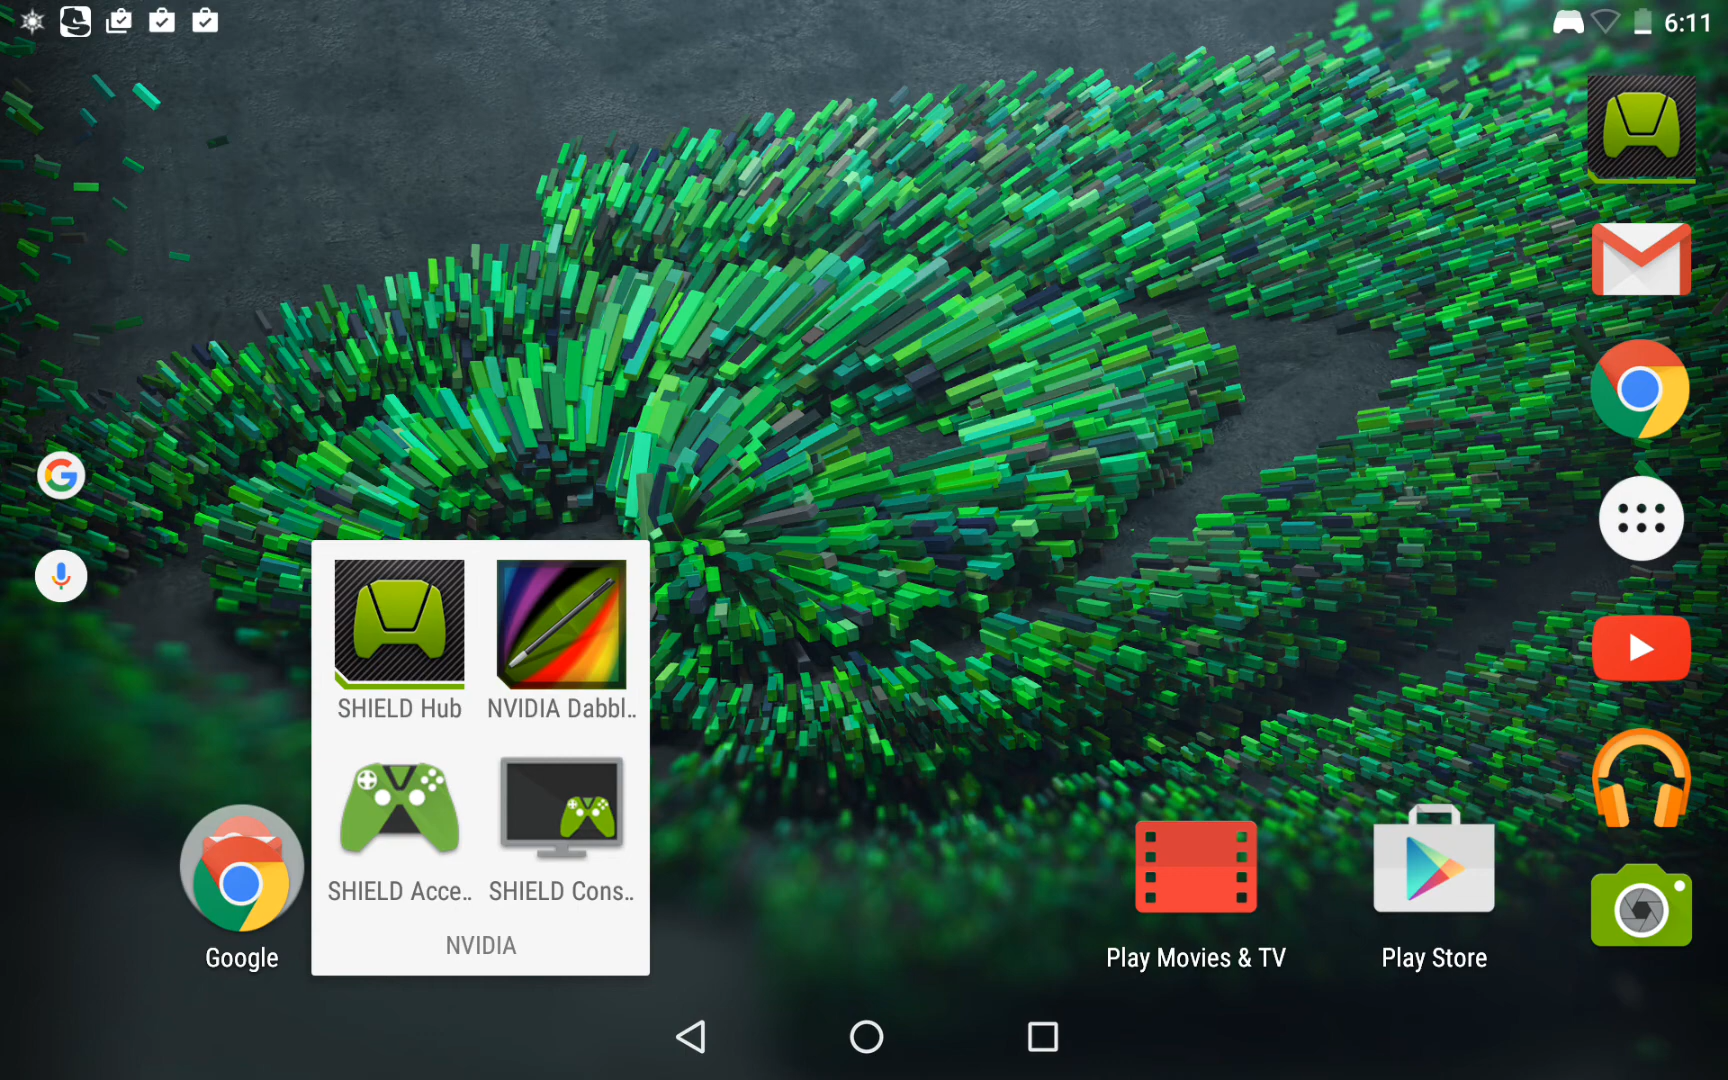 6:11
SHIELD Hub
NVIDIA Dabbl..
SHIELD Acce..
SHIELD Cons..
NVIDIA
Google
Play Movies & TV
Play Store